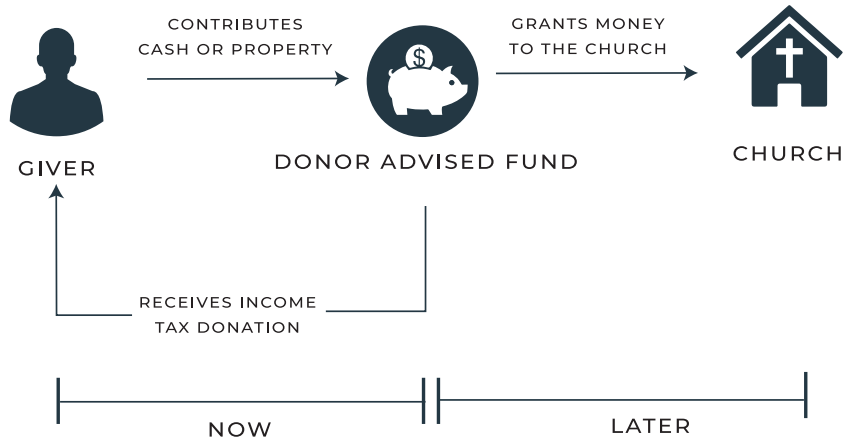 CONTRIBUTES
CASH OR PROPERTY
GRANTS MONEY
TO THE CHURCH
$
GIVER
DONOR ADVISED FUND
CHURCH
RECEIVES INCOME
TAX DONATION
NOW
LATER